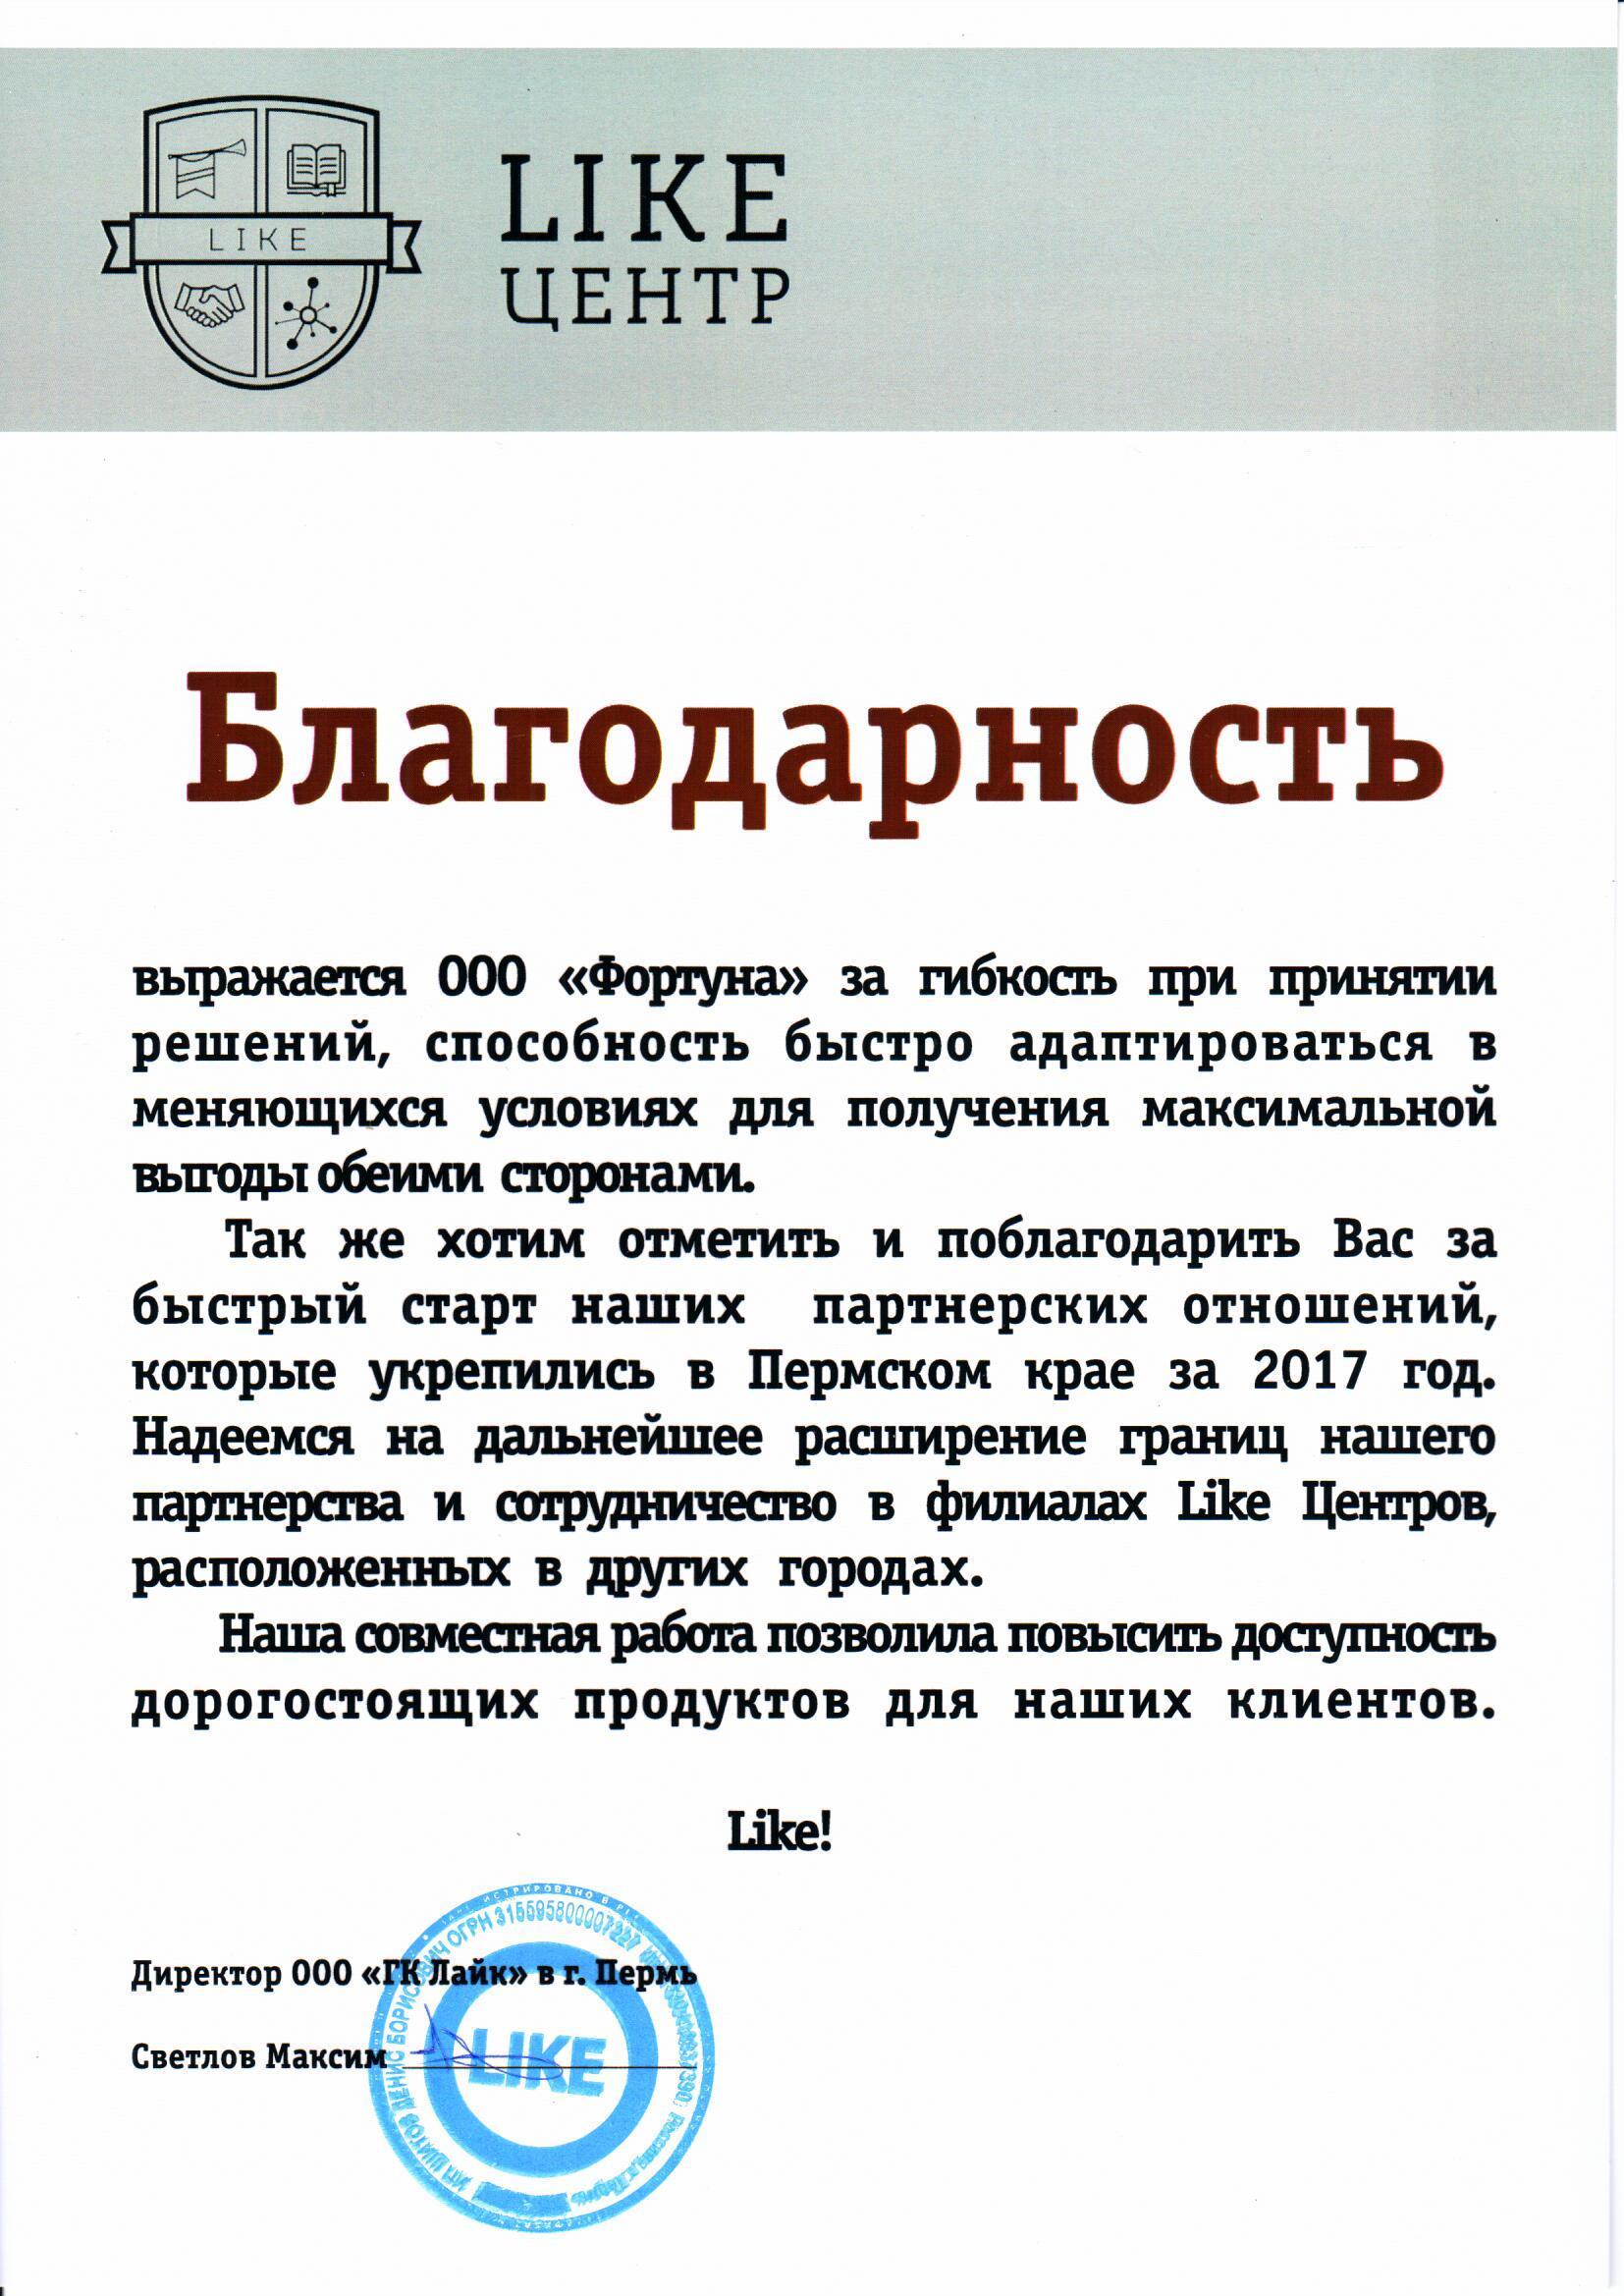 LIKE
LIKE
ЦЕНТР
Благодарность
выражается ООО «Фортуна» за гибкость при принятии
решений, способность быстро адаптироваться в
меняющихся условиях для получения максимальной
выгоды обеими сторонами.
Так же хотим отметить и поблагодарить Вас за
быстрый старт наших партнерских отношений,
которые укрепились в Пермском крае за 2017 год.
Надеемся на дальнейшее расширение границ нашего
партнерства и сотрудничество в филиалах Like Центров,
расположенных в других городах.
Наша совместная работа позволила повысить доступность
дорогостоящих продуктов для наших клиентов.
Like!
Директор ООО «ГК Лайк» в г. Пермь
Светлов Максим
LIKE
ДЕНИС БОРИСОВИЧ ОГРН 315595800007227